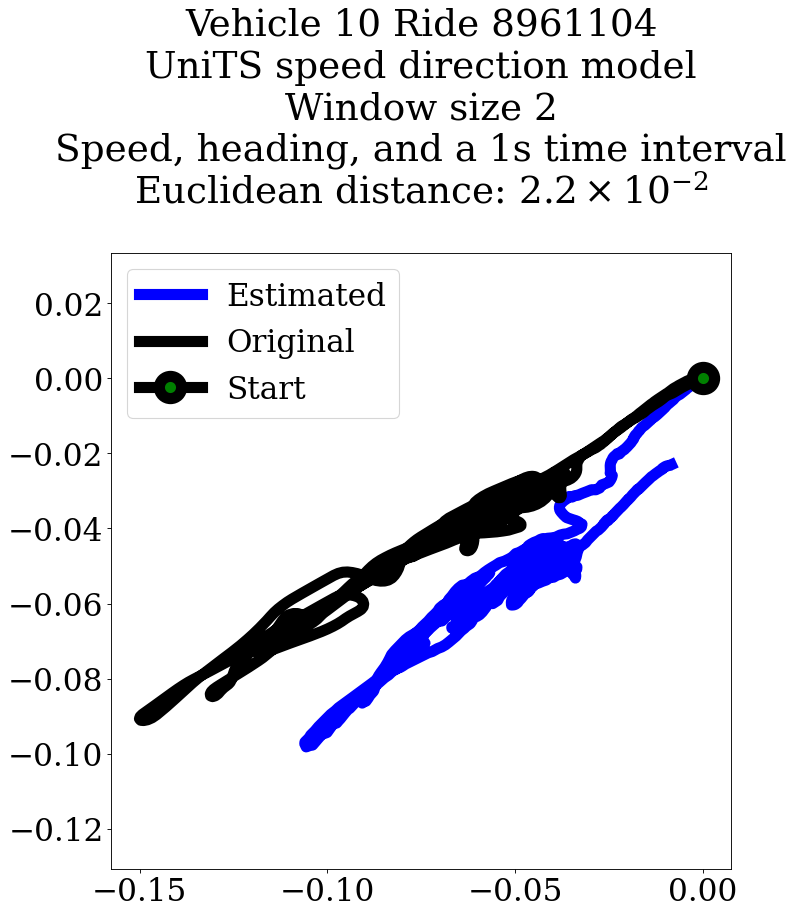 Vehicle 10 Ride 8961104
UniTS speed direction model
Window size 2
Speed, heading, and a 1s time interval
Euclidean distance: 2.2 × 10⁻²
Estimated
Original
Start
0.02
0.00
−0.02
−0.04
−0.06
−0.08
−0.10
−0.12
−0.15
−0.10
−0.05
0.00